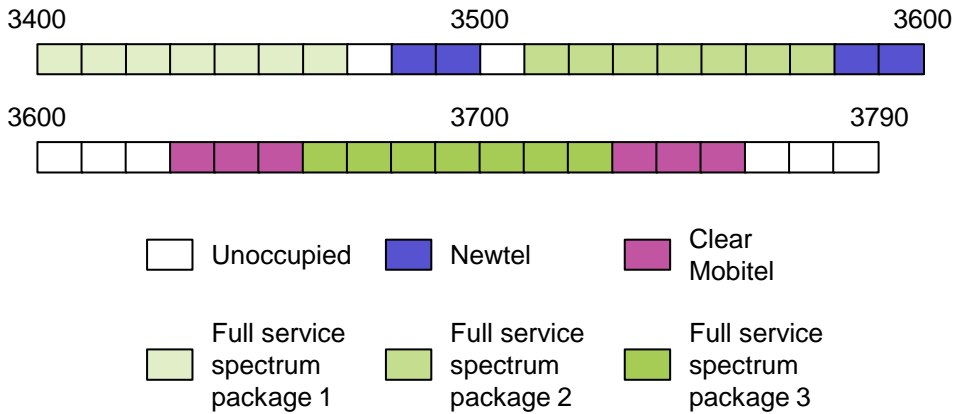 3400 3500 3600
3600 3700 3790
Unoccupied
Newtel
Clear
Mobitel
Full service
spectrum
package 1
Full service
spectrum
package 2
Full service
spectrum
package 3